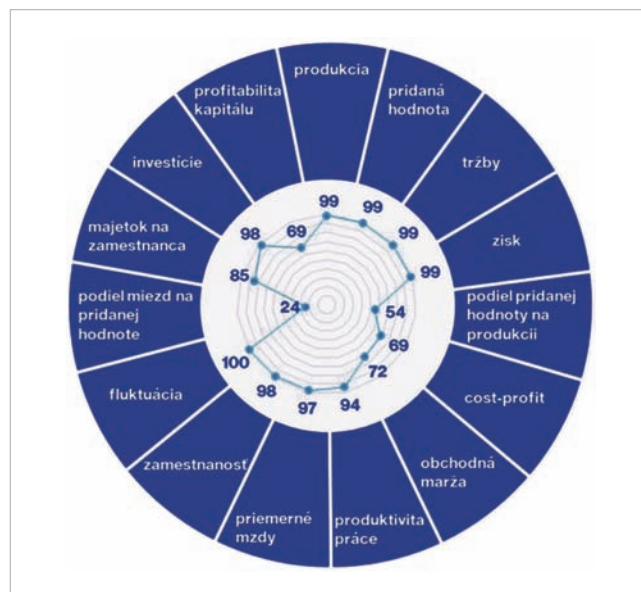 produkcia
pridaná
hodnota
tržby
zisk
podiel pridanej
hodnoty na
produkcii
cost-profit
obchodná
marža
produktivita
práce
priemerné
mzdy
zamestnanosť
fluktuácia
podiel miezd na
pridanej
hodnote
majetok na
zamestnanca
investície
profitabilita
kapitálu
99
99
99
99
54
69
72
94
97
98
100
24
85
98
69